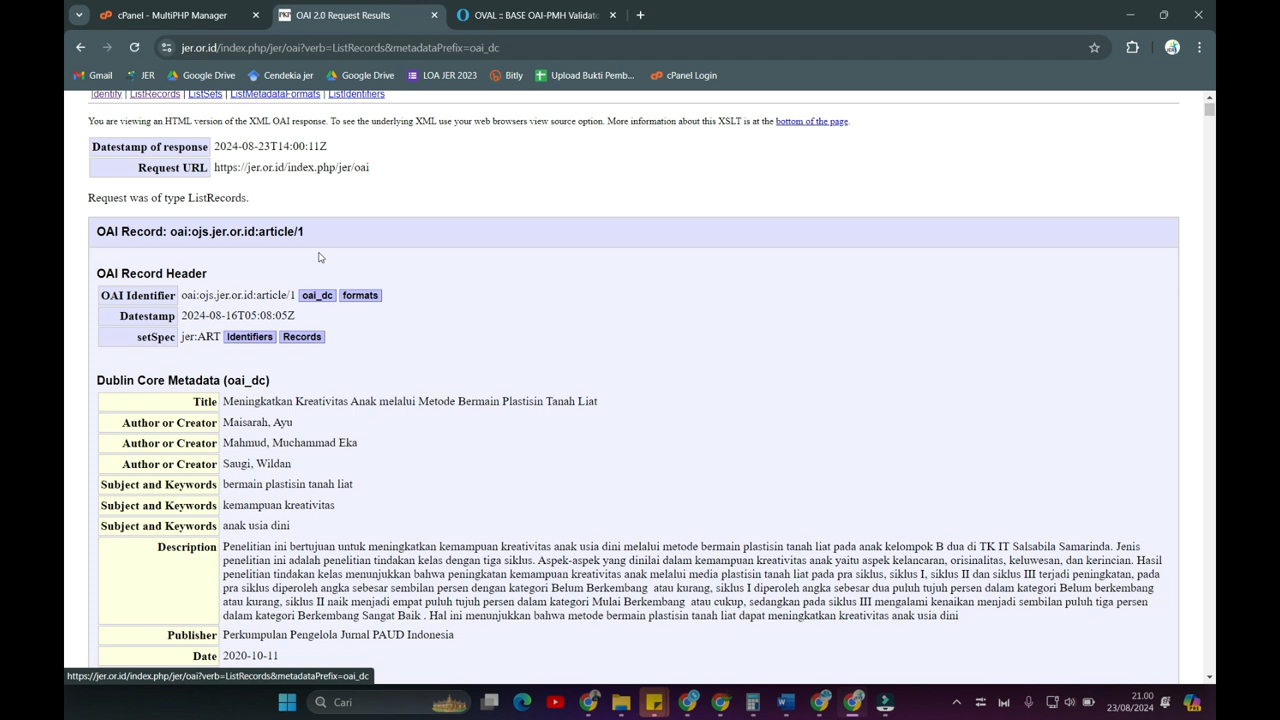 cPanel - MultiPHP Manager
OAI 2.0 Request Results
OVAL :: BASE OAI-PMH Validato
jer.or.id/index.php/jer/oai?verb=ListRecords&metadataPrefix=oai_dc
Gmail JER Google Drive Cendekia jer Google Drive LOA JER 2023 Bitly Upload Bukti Pemb... cPanel Login
Identify | ListRecords | ListSets | ListMetadataFormats | ListIdentifiers
You are viewing an HTML version of the XML OAI response. To see the underlying XML use your web browsers view source option. More information about this XSLT is at the bottom of the page.
Datestamp of response 2024-08-23T14:00:11Z
Request URL https://jer.or.id/index.php/jer/oai
Request was of type ListRecords.
OAI Record: oai:ojs.jer.or.id:article/1
OAI Record Header
OAI Identifier oai:ojs.jer.or.id:article/1 oai_dc formats
Datestamp 2024-08-16T05:08:05Z
setSpec jer:ART Identifiers Records
Dublin Core Metadata (oai_dc)
Title Meningkatkan Kreativitas Anak melalui Metode Bermain Plastisin Tanah Liat
Author or Creator Maisarah, Ayu
Author or Creator Mahmud, Muchammad Eka
Author or Creator Saugi, Wildan
Subject and Keywords bermain plastisin tanah liat
Subject and Keywords kemampuan kreativitas
Subject and Keywords anak usia dini
Description Penelitian ini bertujuan untuk meningkatkan kemampuan kreativitas anak usia dini melalui metode bermain plastisin tanah liat pada anak kelompok B dua di TK IT Salsabila Samarinda. Jenis
penelitian ini adalah penelitian tindakan kelas dengan tiga siklus. Aspek-aspek yang dinilai dalam kemampuan kreativitas anak yaitu aspek kelancaran, orisinalitas, keluwesan, dan kerincian. Hasil
penelitian tindakan kelas menunjukkan bahwa peningkatan kemampuan kreativitas anak melalui media plastisin tanah liat pada pra siklus, siklus I, siklus II dan siklus III terjadi peningkatan, pada
pra siklus diperoleh angka sebesar sembilan persen dengan kategori Belum Berkembang atau kurang, siklus I diperoleh angka sebesar dua puluh tujuh persen dalam kategori Belum berkembang
atau kurang, siklus II naik menjadi empat puluh tujuh persen dalam kategori Mulai Berkembang atau cukup, sedangkan pada siklus III mengalami kenaikan menjadi sembilan puluh tiga persen
dalam kategori Berkembang Sangat Baik . Hal ini menunjukkan bahwa metode bermain plastisin tanah liat dapat meningkatkan kreativitas anak usia dini
Publisher Perkumpulan Pengelola Jurnal PAUD Indonesia
Date 2020-10-11
https://jer.or.id/index.php/jer/oai?verb=ListRecords&metadataPrefix=oai_dc
Cari
21.00
23/08/2024